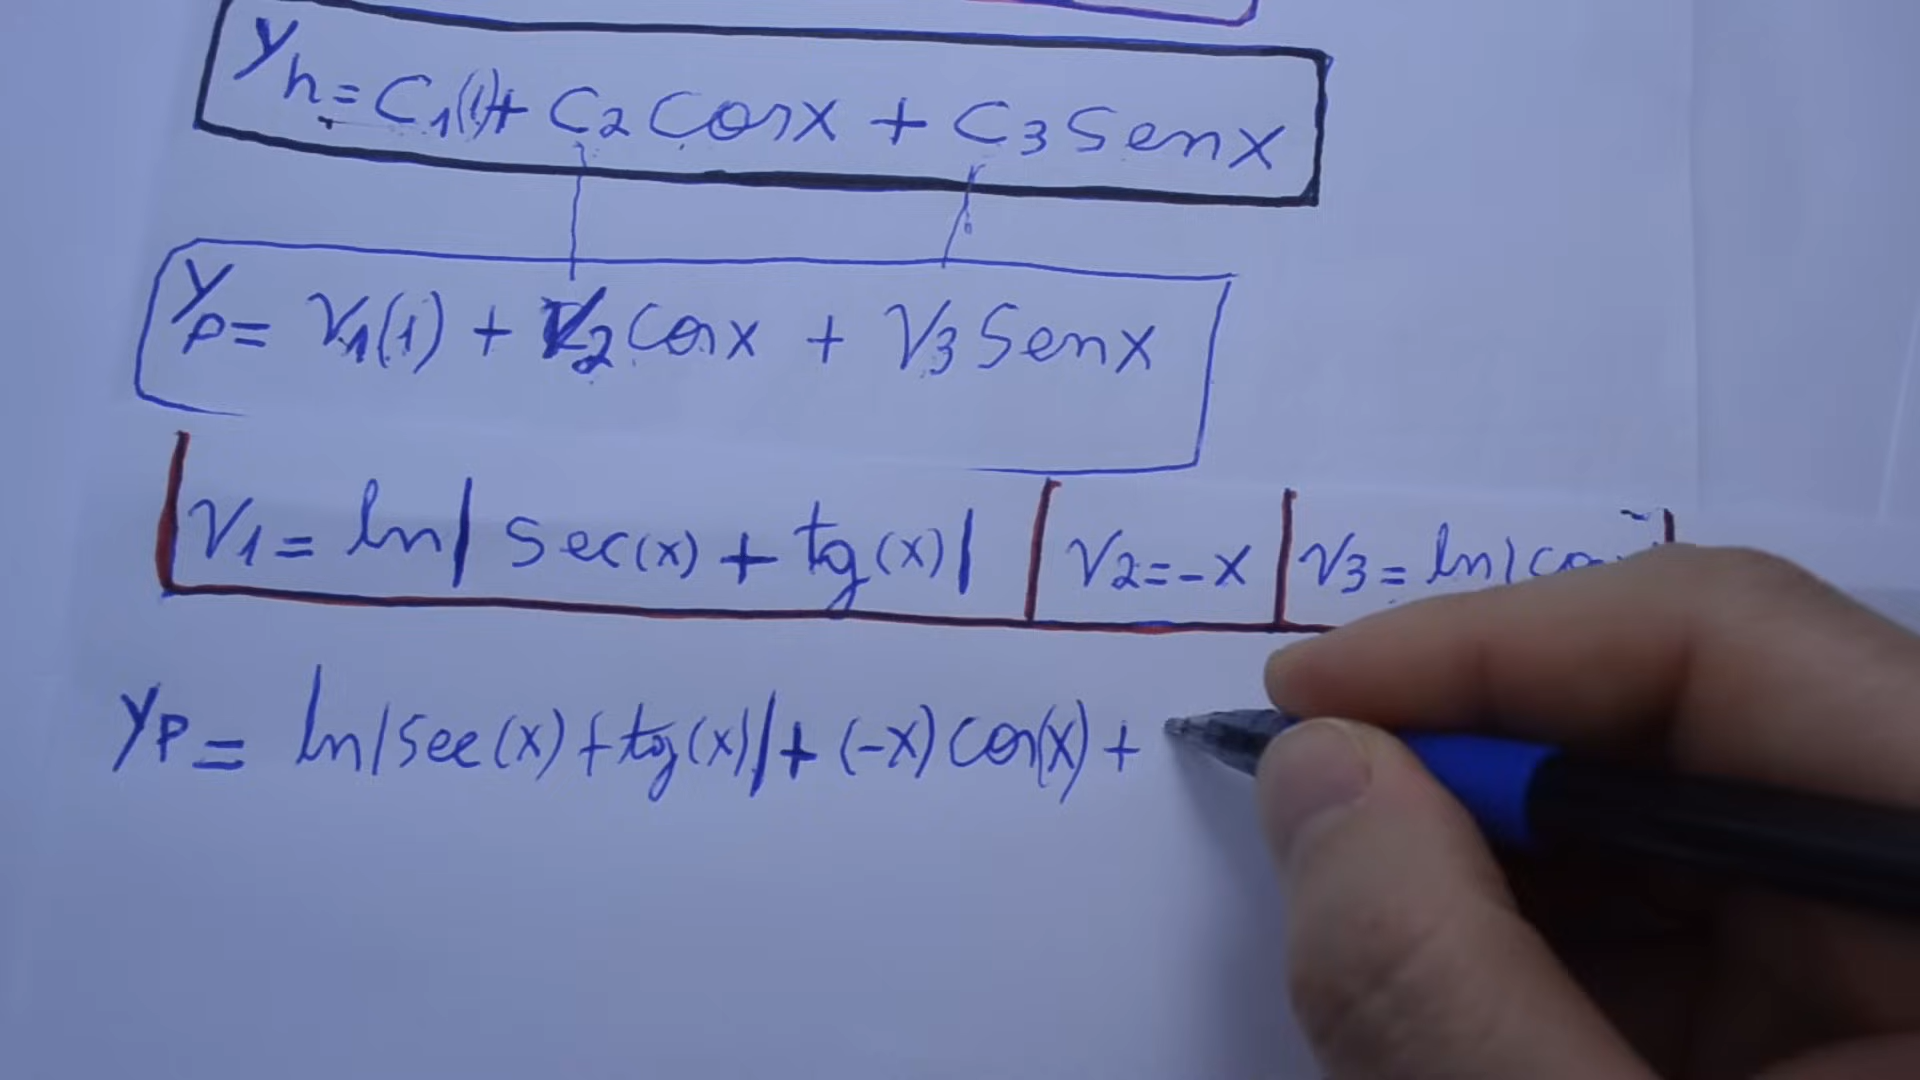 yh= C1(1)+ C2 Cosx + C3 Senx
yp= V1(1) + V2 Cosx + V3 Senx
V1 = ln| Sec(x) + tg(x)| | V2=-x | V3= ln|co
yp = ln|Sec(x)+tg(x)|+(-x)Cos(x)+